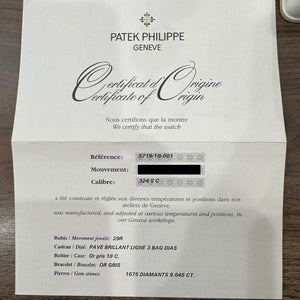 PATEK PHILIPPE
GENEVE
Certificat d'Origine
Certificate of Origin
Nous certifions que la montre
We certify that the watch
Référence: 5719/1G-001
Mouvement:
Calibre: 324 S C
a été construite et réglée aux diverses températures et positions dans nos
ateliers de Genève.
was manufactured, and adjusted at various temperatures and positions, in
our Geneva workshops.
Rubis / Movement jewels: 29R
Cadran / Dial: PAVE BRILLANT LIGNE 3 BAG DIAS
Boîtier / Case: Or gris 18 C.
Bracelet / Bracelet: OR GRIS
Pierres / Gem stones: 1675 DIAMANTS 9.645 CT.